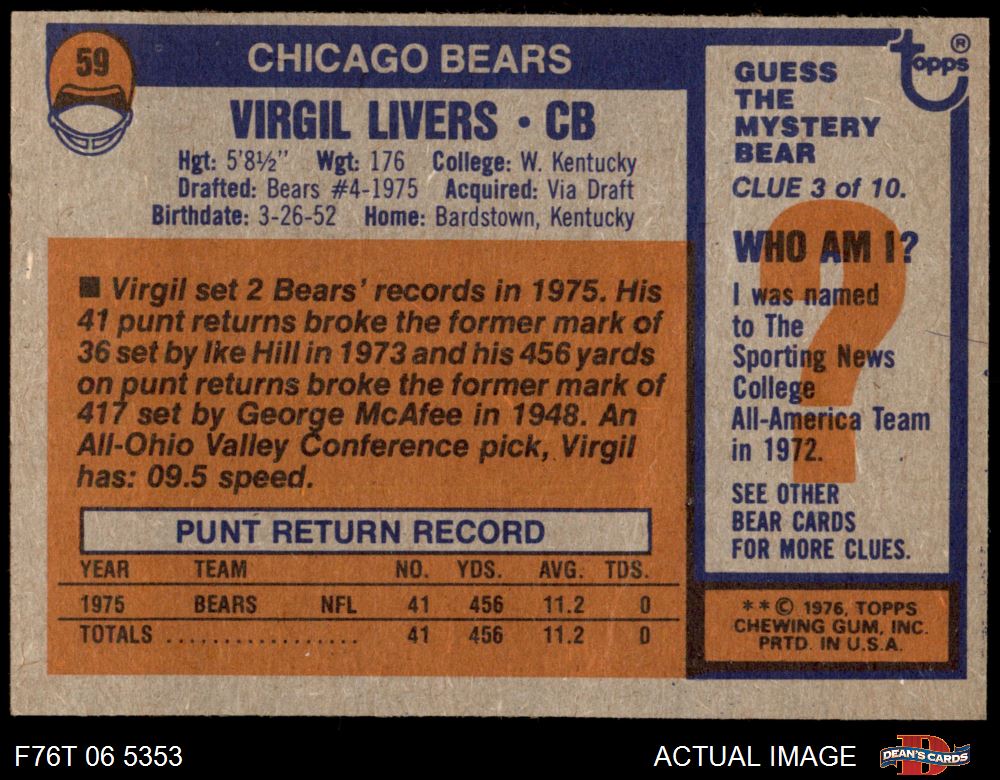 59
CHICAGO BEARS
VIRGIL LIVERS • CB
Hgt: 5'8½" Wgt: 176 College: W. Kentucky
Drafted: Bears #4-1975 Acquired: Via Draft
Birthdate: 3-26-52 Home: Bardstown, Kentucky
■ Virgil set 2 Bears' records in 1975. His
41 punt returns broke the former mark of
36 set by Ike Hill in 1973 and his 456 yards
on punt returns broke the former mark of
417 set by George McAfee in 1948. An
All-Ohio Valley Conference pick, Virgil
has: 09.5 speed.
PUNT RETURN RECORD
YEAR TEAM NO. YDS. AVG. TDS.
1975 BEARS NFL 41 456 11.2 0
TOTALS .................. 41 456 11.2 0
topps ®
GUESS
THE
MYSTERY
BEAR
CLUE 3 of 10.
WHO AM I?
I was named
to The
Sporting News
College
All-America Team
in 1972.
SEE OTHER
BEAR CARDS
FOR MORE CLUES.
* * © 1976, TOPPS
CHEWING GUM, INC.
PRTD. IN U.S.A.
F76T 06 5353
ACTUAL IMAGE
DEAN'S CARDS